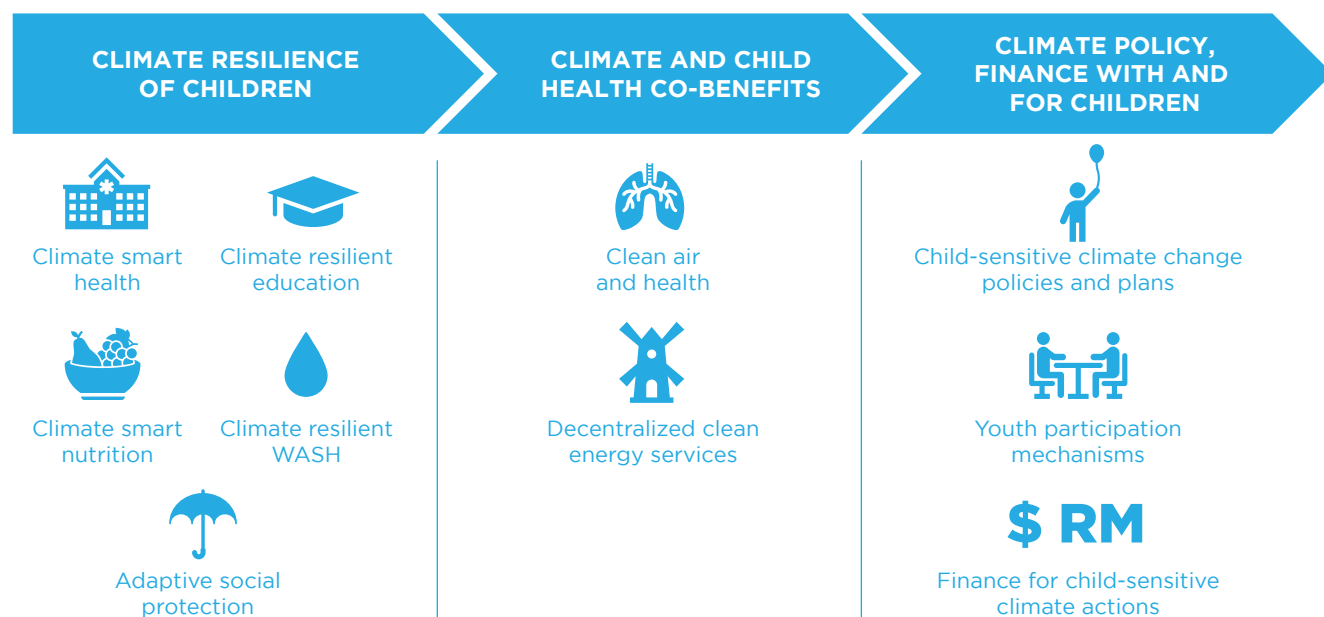 CLIMATE RESILIENCE
OF CHILDREN
CLIMATE AND CHILD
HEALTH CO-BENEFITS
CLIMATE POLICY,
FINANCE WITH AND
FOR CHILDREN
Climate smart
health
Climate resilient
education
Climate smart
nutrition
Climate resilient
WASH
Adaptive social
protection
Clean air
and health
Decentralized clean
energy services
Child-sensitive climate change
policies and plans
Youth participation
mechanisms
$ RM
Finance for child-sensitive
climate actions